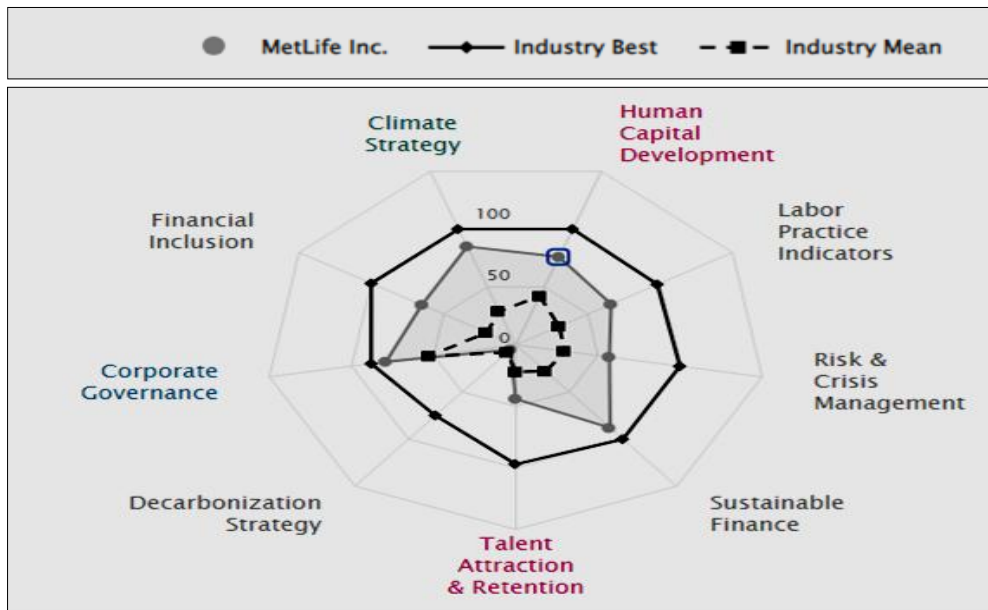 MetLife Inc. Industry Best Industry Mean
Climate
Strategy
Human
Capital
Development
Labor
Practice
Indicators
Financial
Inclusion
100
50
0
Corporate
Governance
Risk &
Crisis
Management
Decarbonization
Strategy
Sustainable
Finance
Talent
Attraction
& Retention